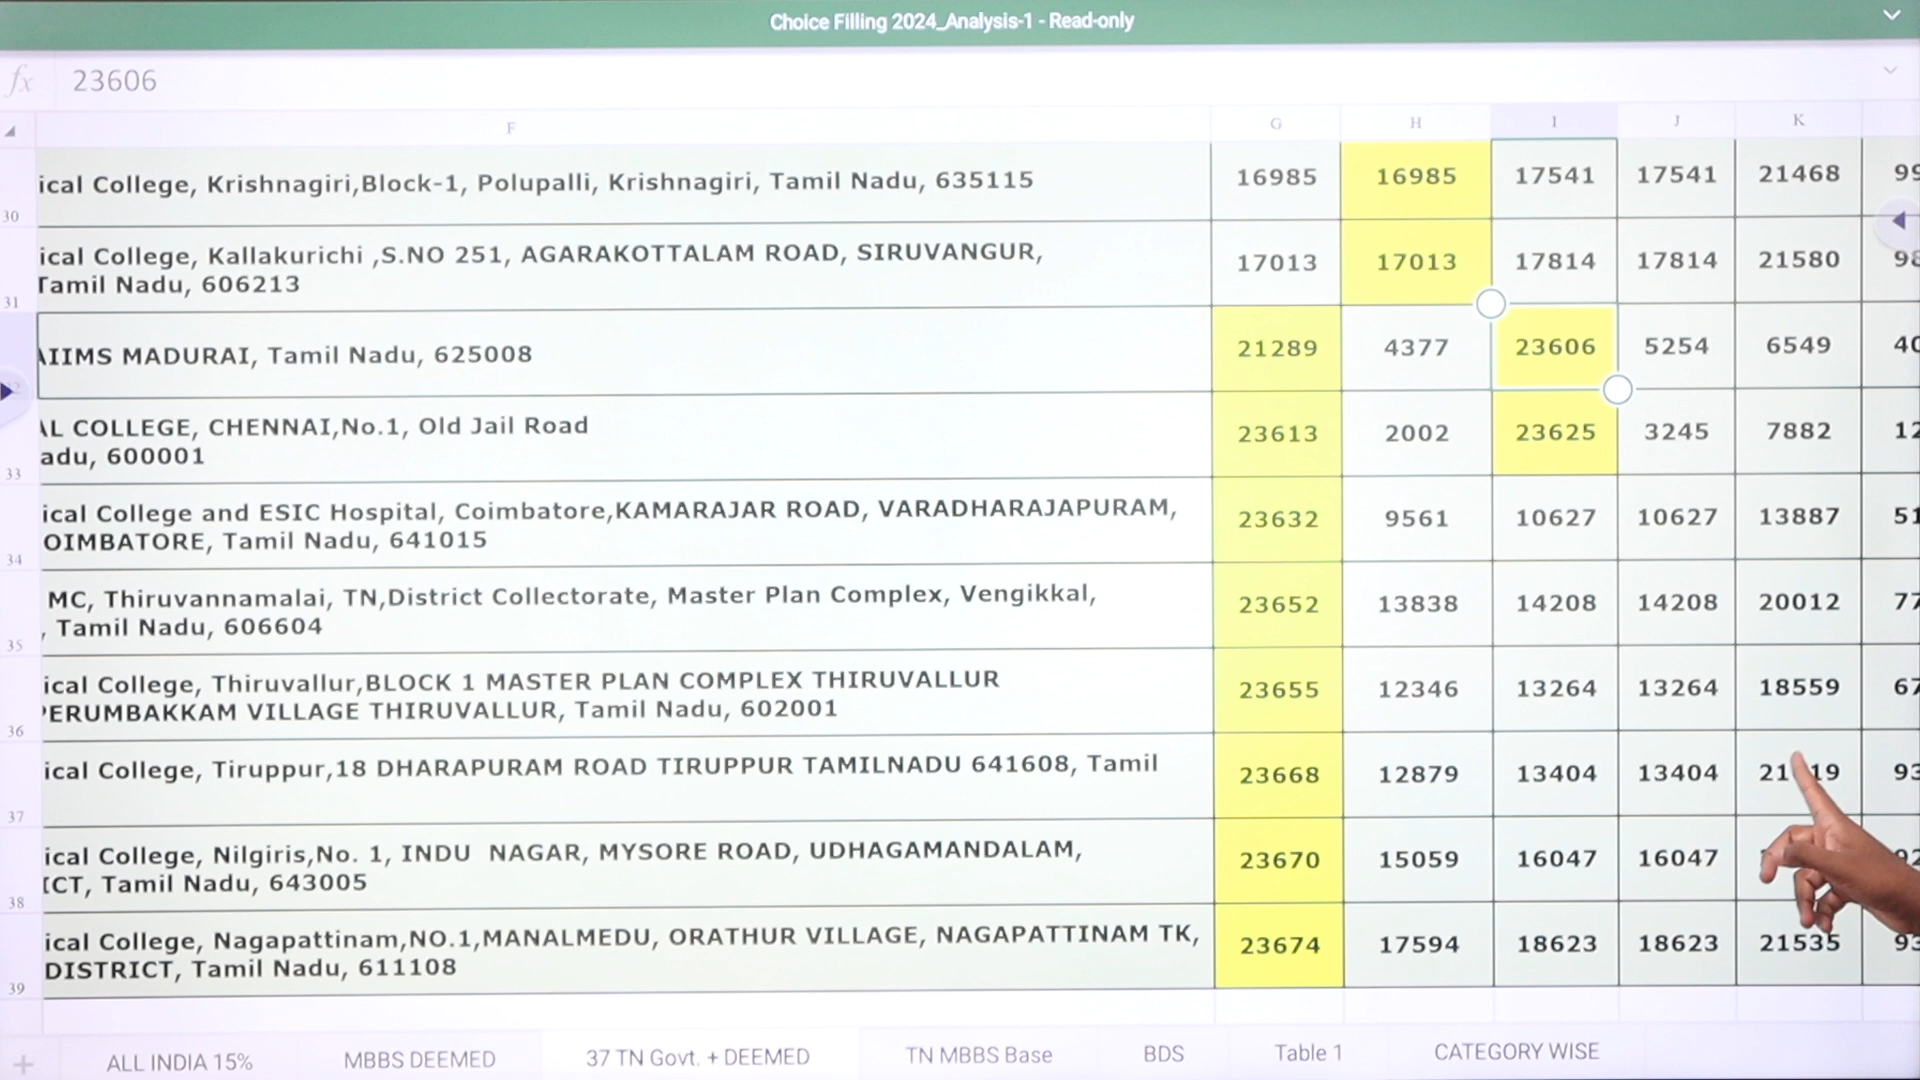 Choice Filling 2024_Analysis-1 - Read-only
fx 23606
F G H I J K
30 ical College, Krishnagiri,Block-1, Polupalli, Krishnagiri, Tamil Nadu, 635115 16985 16985 17541 17541 21468 99
31 ical College, Kallakurichi ,S.NO 251, AGARAKOTTALAM ROAD, SIRUVANGUR, 17013 17013 17814 17814 21580 98
Tamil Nadu, 606213
AIIMS MADURAI, Tamil Nadu, 625008 21289 4377 23606 5254 6549 40
33 AL COLLEGE, CHENNAI,No.1, Old Jail Road 23613 2002 23625 3245 7882 12
adu, 600001
34 ical College and ESIC Hospital, Coimbatore,KAMARAJAR ROAD, VARADHARAJAPURAM, 23632 9561 10627 10627 13887 51
OIMBATORE, Tamil Nadu, 641015
35 MC, Thiruvannamalai, TN,District Collectorate, Master Plan Complex, Vengikkal, 23652 13838 14208 14208 20012 77
, Tamil Nadu, 606604
36 ical College, Thiruvallur,BLOCK 1 MASTER PLAN COMPLEX THIRUVALLUR 23655 12346 13264 13264 18559 67
PERUMBAKKAM VILLAGE THIRUVALLUR, Tamil Nadu, 602001
37 ical College, Tiruppur,18 DHARAPURAM ROAD TIRUPPUR TAMILNADU 641608, Tamil 23668 12879 13404 13404 93
38 ical College, Nilgiris,No. 1, INDU NAGAR, MYSORE ROAD, UDHAGAMANDALAM, 23670 15059 16047 16047 92
ICT, Tamil Nadu, 643005
39 ical College, Nagapattinam,NO.1,MANALMEDU, ORATHUR VILLAGE, NAGAPATTINAM TK, 23674 17594 18623 18623 21535 93
DISTRICT, Tamil Nadu, 611108
+ ALL INDIA 15% MBBS DEEMED 37 TN Govt. + DEEMED TN MBBS Base BDS Table 1 CATEGORY WISE